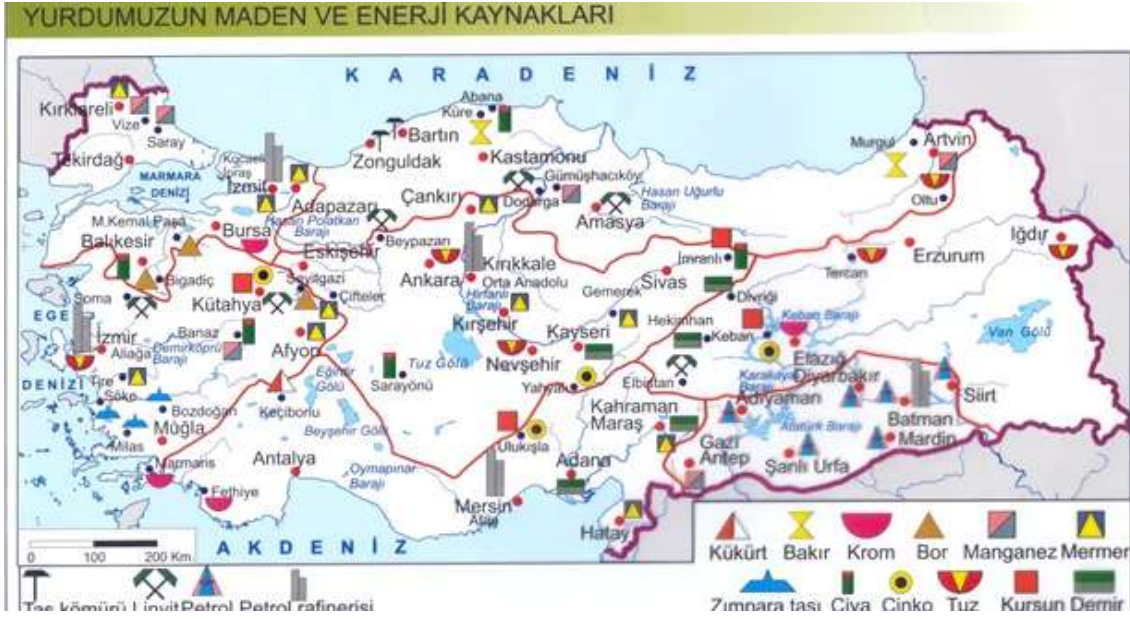 YURDUMUZUN MADEN VE ENERJİ KAYNAKLARI
K A R A D E N İ Z
Kırklareli
Vize
Saray
Tekirdağ
MARMARA
DENİZİ
Kocaeli
İpraş
İzmit
Adapazarı
Hasan Polatkan
Barajı
Zonguldak
Bartın
Abana
Küre
Kastamonu
Çankırı
Gümüşhacıköy
Dodurga
Amasya
Hasan Uğurlu
Barajı
Murgul
Artvin
Oltu
Iğdır
Erzurum
Tercan
M.Kemal Paşa
Bursa
Balıkesir
Bigadiç
Soma
Eskişehir
Beypazarı
Seyitgazi
Kütahya
Çifteler
Ankara
Kırıkkale
Orta Anadolu
Hirfanlı
Barajı
Kırşehir
Sivas
İmranlı
Divriği
Gemerek
Hekimhan
Keban
Keban Barajı
Elazığ
Van Gölü
EGE
DENİZİ
İzmir
Aliağa
Demirköprü
Barajı
Banaz
Afyon
Tire
Söke
Bozdoğan
Milas
Muğla
Marmaris
Fethiye
Eğirdir
Gölü
Keçiborlu
Beyşehir Gölü
Antalya
Oymapınar
Barajı
Tuz Gölü
Sarayönü
Nevşehir
Kayseri
Yahyalı
Elbistan
Ulukışla
Kahraman
Maraş
Karakaya
Barajı
Adıyaman
Diyarbakır
Batman
Siirt
Mardin
Atatürk Barajı
Şanlı Urfa
Gazi
Antep
Adana
Mersin
Ataş
Hatay
A K D E N İ Z
0 100 200 Km.
Kükürt Bakır Krom Bor Manganez Mermer
Taş kömürü Linyit Petrol Petrol rafinerisi
Zımpara taşı Civa Çinko Tuz Kurşun Demir